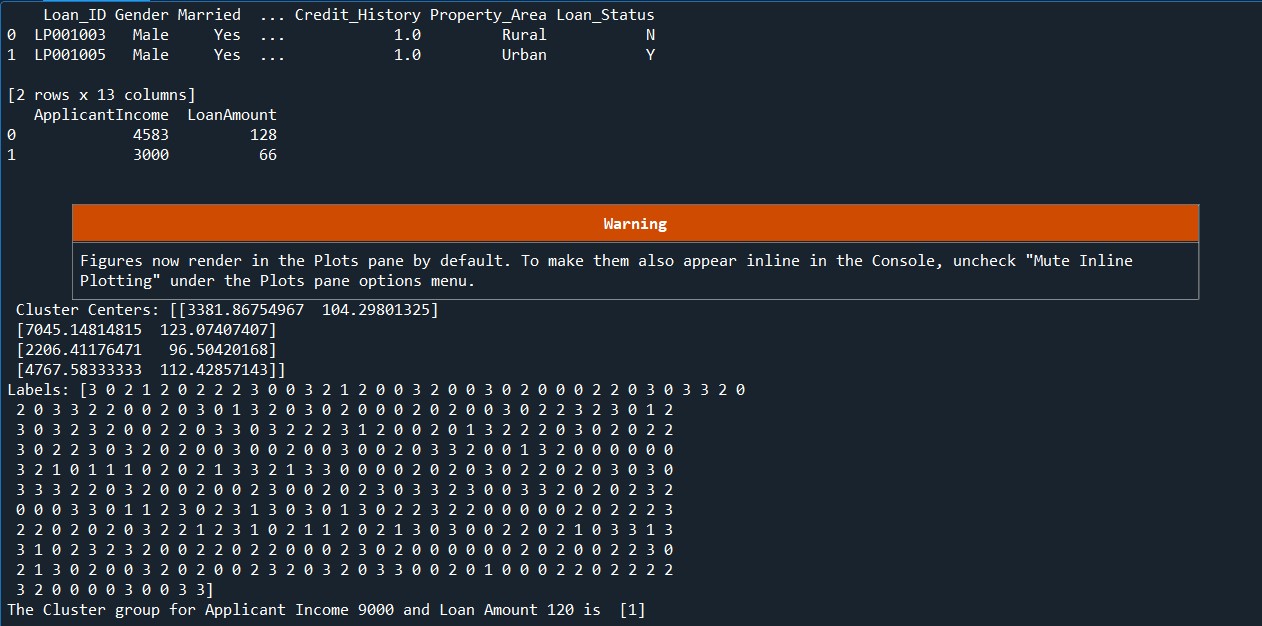 Loan_ID Gender Married ... Credit_History Property_Area Loan_Status
0 LP001003 Male Yes ... 1.0 Rural N
1 LP001005 Male Yes ... 1.0 Urban Y
[2 rows x 13 columns]
ApplicantIncome LoanAmount
0 4583 128
1 3000 66
Warning
Figures now render in the Plots pane by default. To make them also appear inline in the Console, uncheck "Mute Inline
Plotting" under the Plots pane options menu.
Cluster Centers: [[3381.86754967 104.29801325]
[7045.14814815 123.07407407]
[2206.41176471 96.50420168]
[4767.58333333 112.42857143]]
Labels: [3 0 2 1 2 0 2 2 2 3 0 0 3 2 1 2 0 0 3 2 0 0 3 0 2 0 0 0 2 2 0 3 0 3 3 2 0
2 0 3 3 2 2 0 0 2 0 3 0 1 3 2 0 3 0 2 0 0 0 2 0 2 0 0 3 0 2 2 3 2 3 0 1 2
3 0 3 2 3 2 0 0 2 2 0 3 3 0 3 2 2 2 3 1 2 0 0 2 0 1 3 2 2 2 0 3 0 2 0 2 2
3 0 2 2 3 0 3 2 0 2 0 0 3 0 0 2 0 0 3 0 0 2 0 3 3 2 0 0 1 3 2 0 0 0 0 0 0
3 2 1 0 1 1 1 0 2 0 2 1 3 3 2 1 3 3 0 0 0 0 2 0 2 0 3 0 2 2 0 2 0 3 0 3 0
3 3 3 2 2 0 3 2 0 0 2 0 0 2 3 0 0 2 0 2 3 0 3 3 2 3 0 0 3 3 2 0 2 0 2 3 2
0 0 0 3 3 0 1 1 2 3 0 2 3 1 3 0 3 0 1 3 0 2 2 3 2 2 0 0 0 0 0 2 0 2 2 2 3
2 2 0 2 0 2 0 3 2 2 1 2 3 1 0 2 1 1 2 0 2 1 3 0 3 0 0 2 2 0 2 1 0 3 3 1 3
3 1 0 2 3 2 3 2 0 0 2 2 0 2 2 0 0 0 2 3 0 2 0 0 0 0 0 0 2 0 2 0 0 2 2 3 0
2 1 3 0 2 0 0 3 2 0 2 0 0 2 3 2 0 3 2 0 3 3 0 0 2 0 1 0 0 0 2 2 0 2 2 2 2
3 2 0 0 0 0 3 0 0 3 3]
The Cluster group for Applicant Income 9000 and Loan Amount 120 is [1]